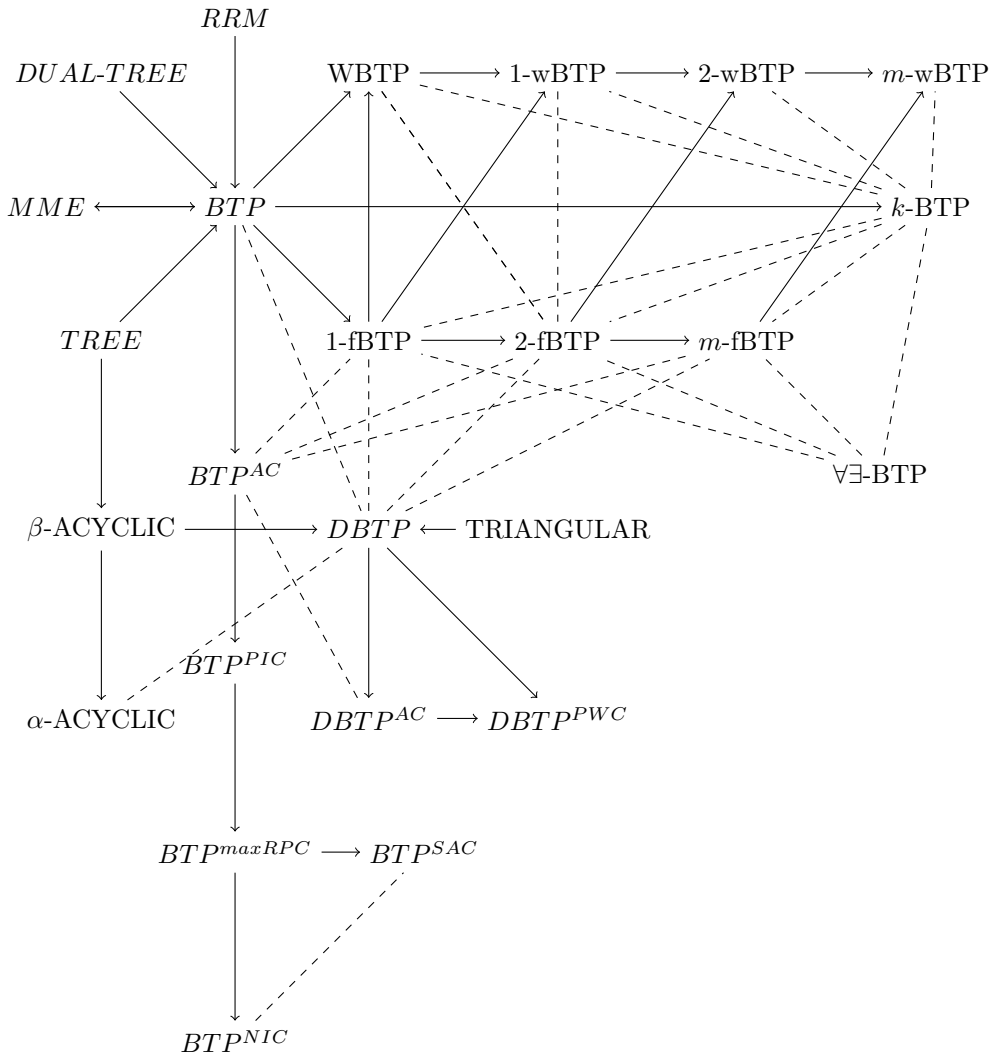 RRM
DUAL-TREE WBTP 1-wBTP 2-wBTP m-wBTP
MME BTP k-BTP
TREE 1-fBTP 2-fBTP m-fBTP
BTP^{AC} ∀∃-BTP
β-ACYCLIC DBTP TRIANGULAR
BTP^{PIC}
α-ACYCLIC DBTP^{AC} DBTP^{PWC}
BTP^{maxRPC} BTP^{SAC}
BTP^{NIC}